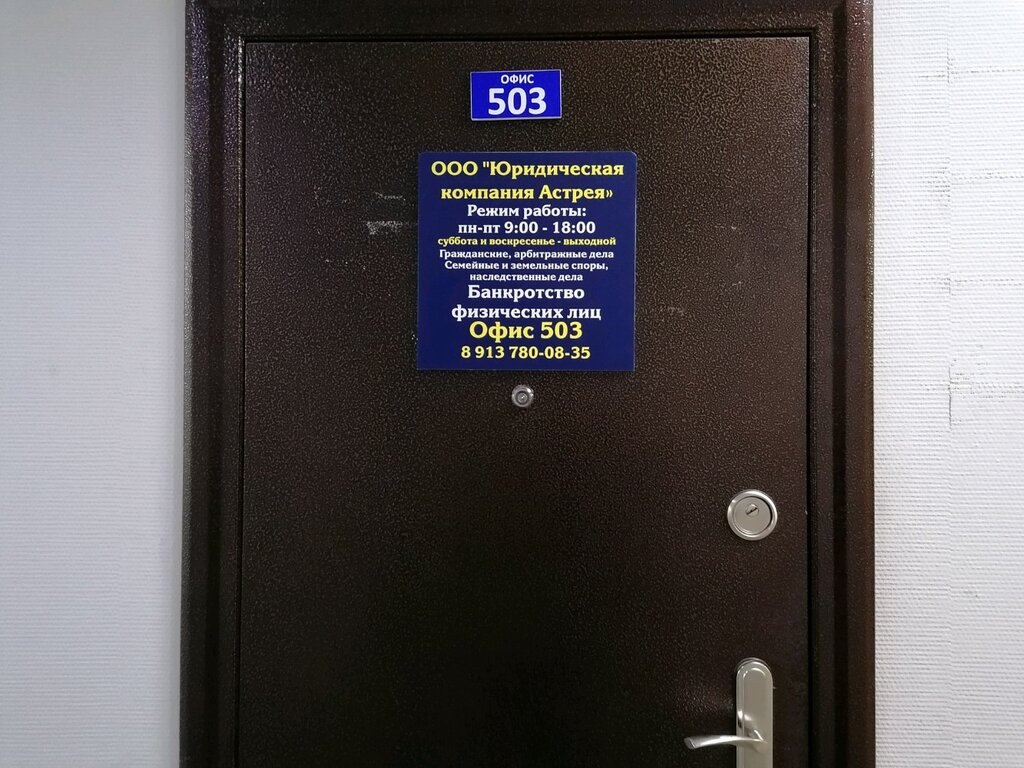 ОФИС
503
ООО "Юридическая
компания Астрея»
Режим работы:
пн-пт 9:00 - 18:00
суббота и воскресенье - выходной
Гражданские, арбитражные дела
Семейные и земельные споры,
наследственные дела
Банкротство
физических лиц
Офис 503
8 913 780-08-35